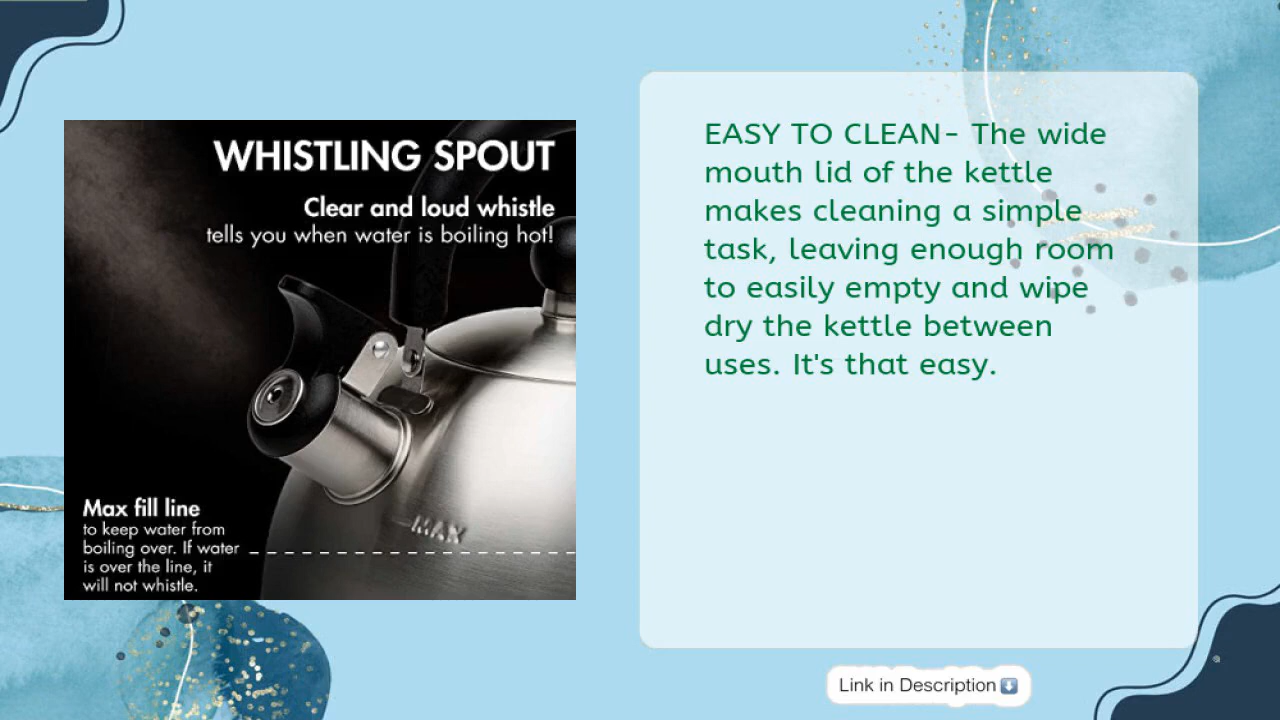 WHISTLING SPOUT
Clear and loud whistle
tells you when water is boiling hot!
MAX
Max fill line
to keep water from
boiling over. If water
is over the line, it
will not whistle.
EASY TO CLEAN- The wide
mouth lid of the kettle
makes cleaning a simple
task, leaving enough room
to easily empty and wipe
dry the kettle between
uses. It's that easy.
Link in Description